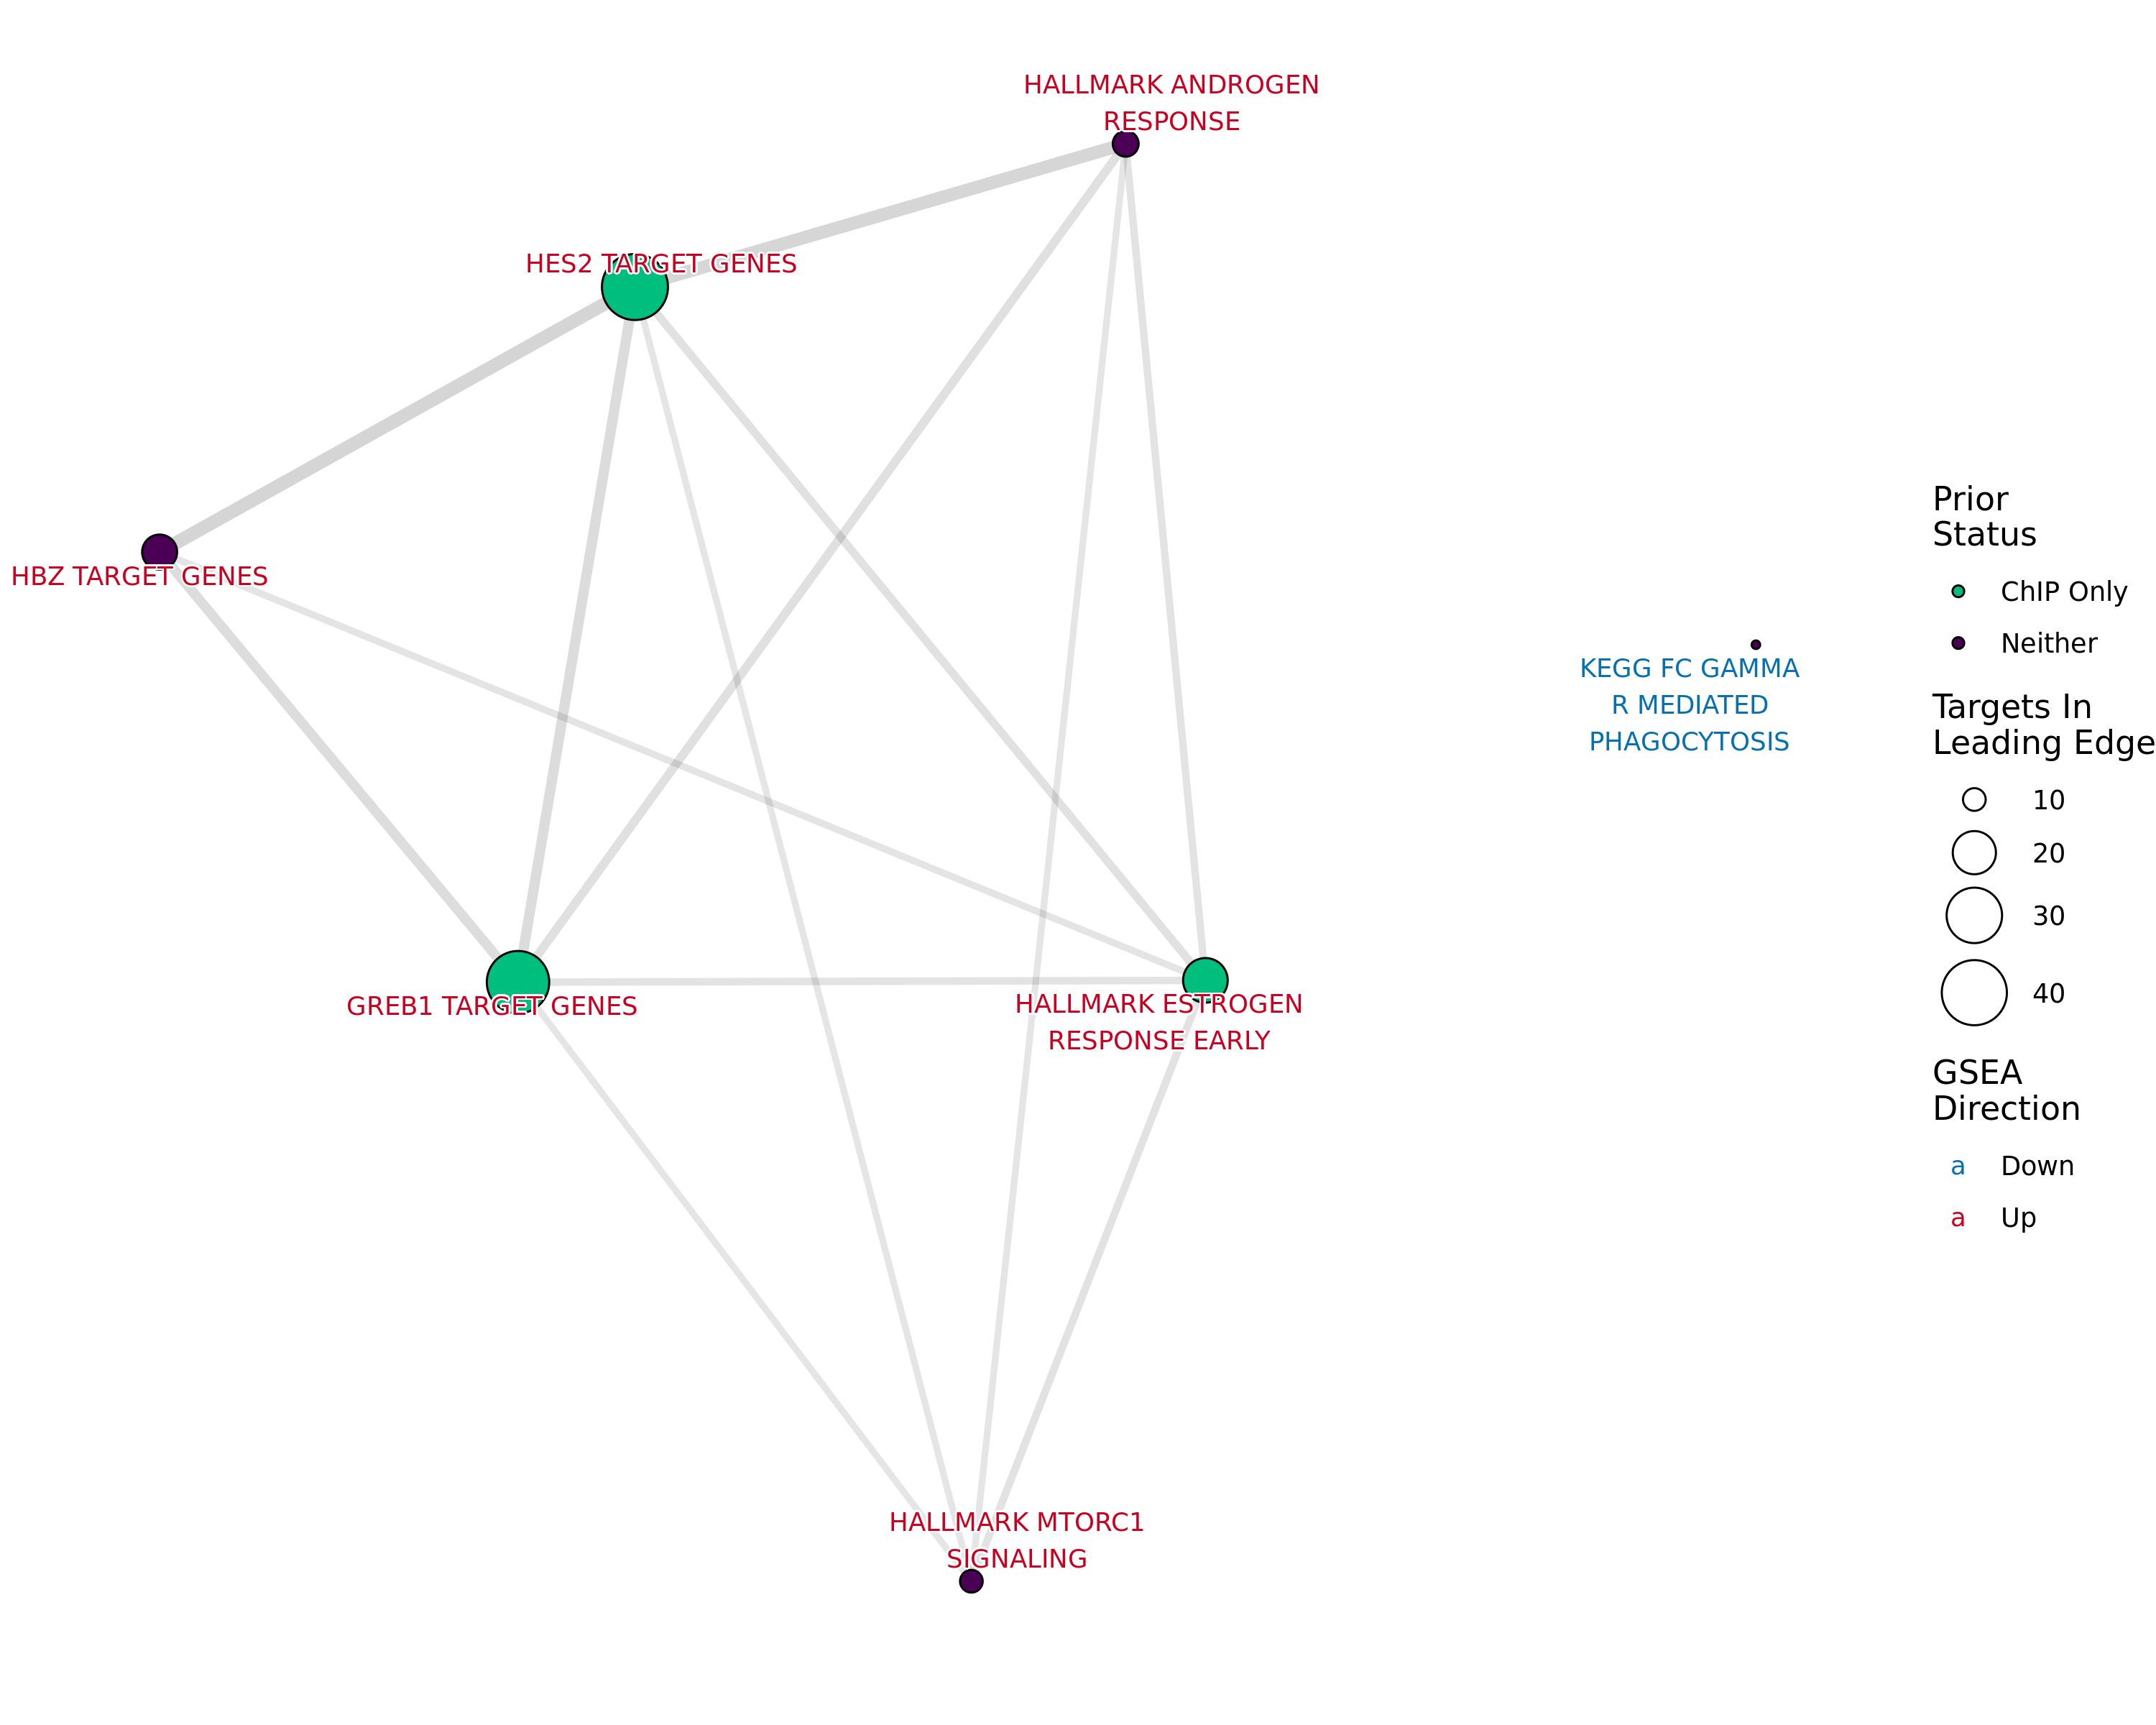 HALLMARK ANDROGEN
RESPONSE
HES2 TARGET GENES
HBZ TARGET GENES
KEGG FC GAMMA
R MEDIATED
PHAGOCYTOSIS
GREB1 TARGET GENES
HALLMARK ESTROGEN
RESPONSE EARLY
HALLMARK MTORC1
SIGNALING
Prior
Status
ChIP Only
Neither
Targets In
Leading Edge
10
20
30
40
GSEA
Direction
a Down
a Up